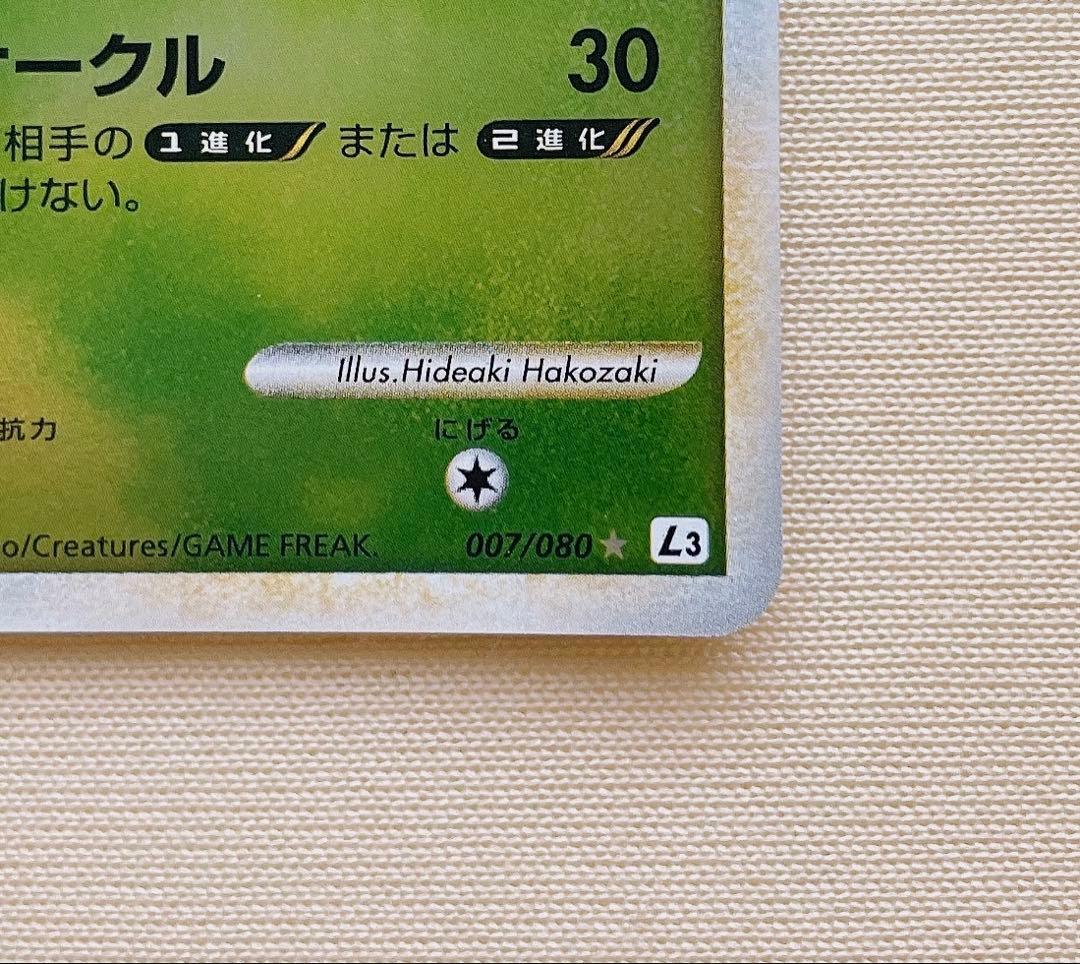 ークル 30
相手の 1進化 または 2進化
けない。
Illus.Hideaki Hakozaki
抗力 にげる
o/Creatures/GAME FREAK. 007/080 ★ L3